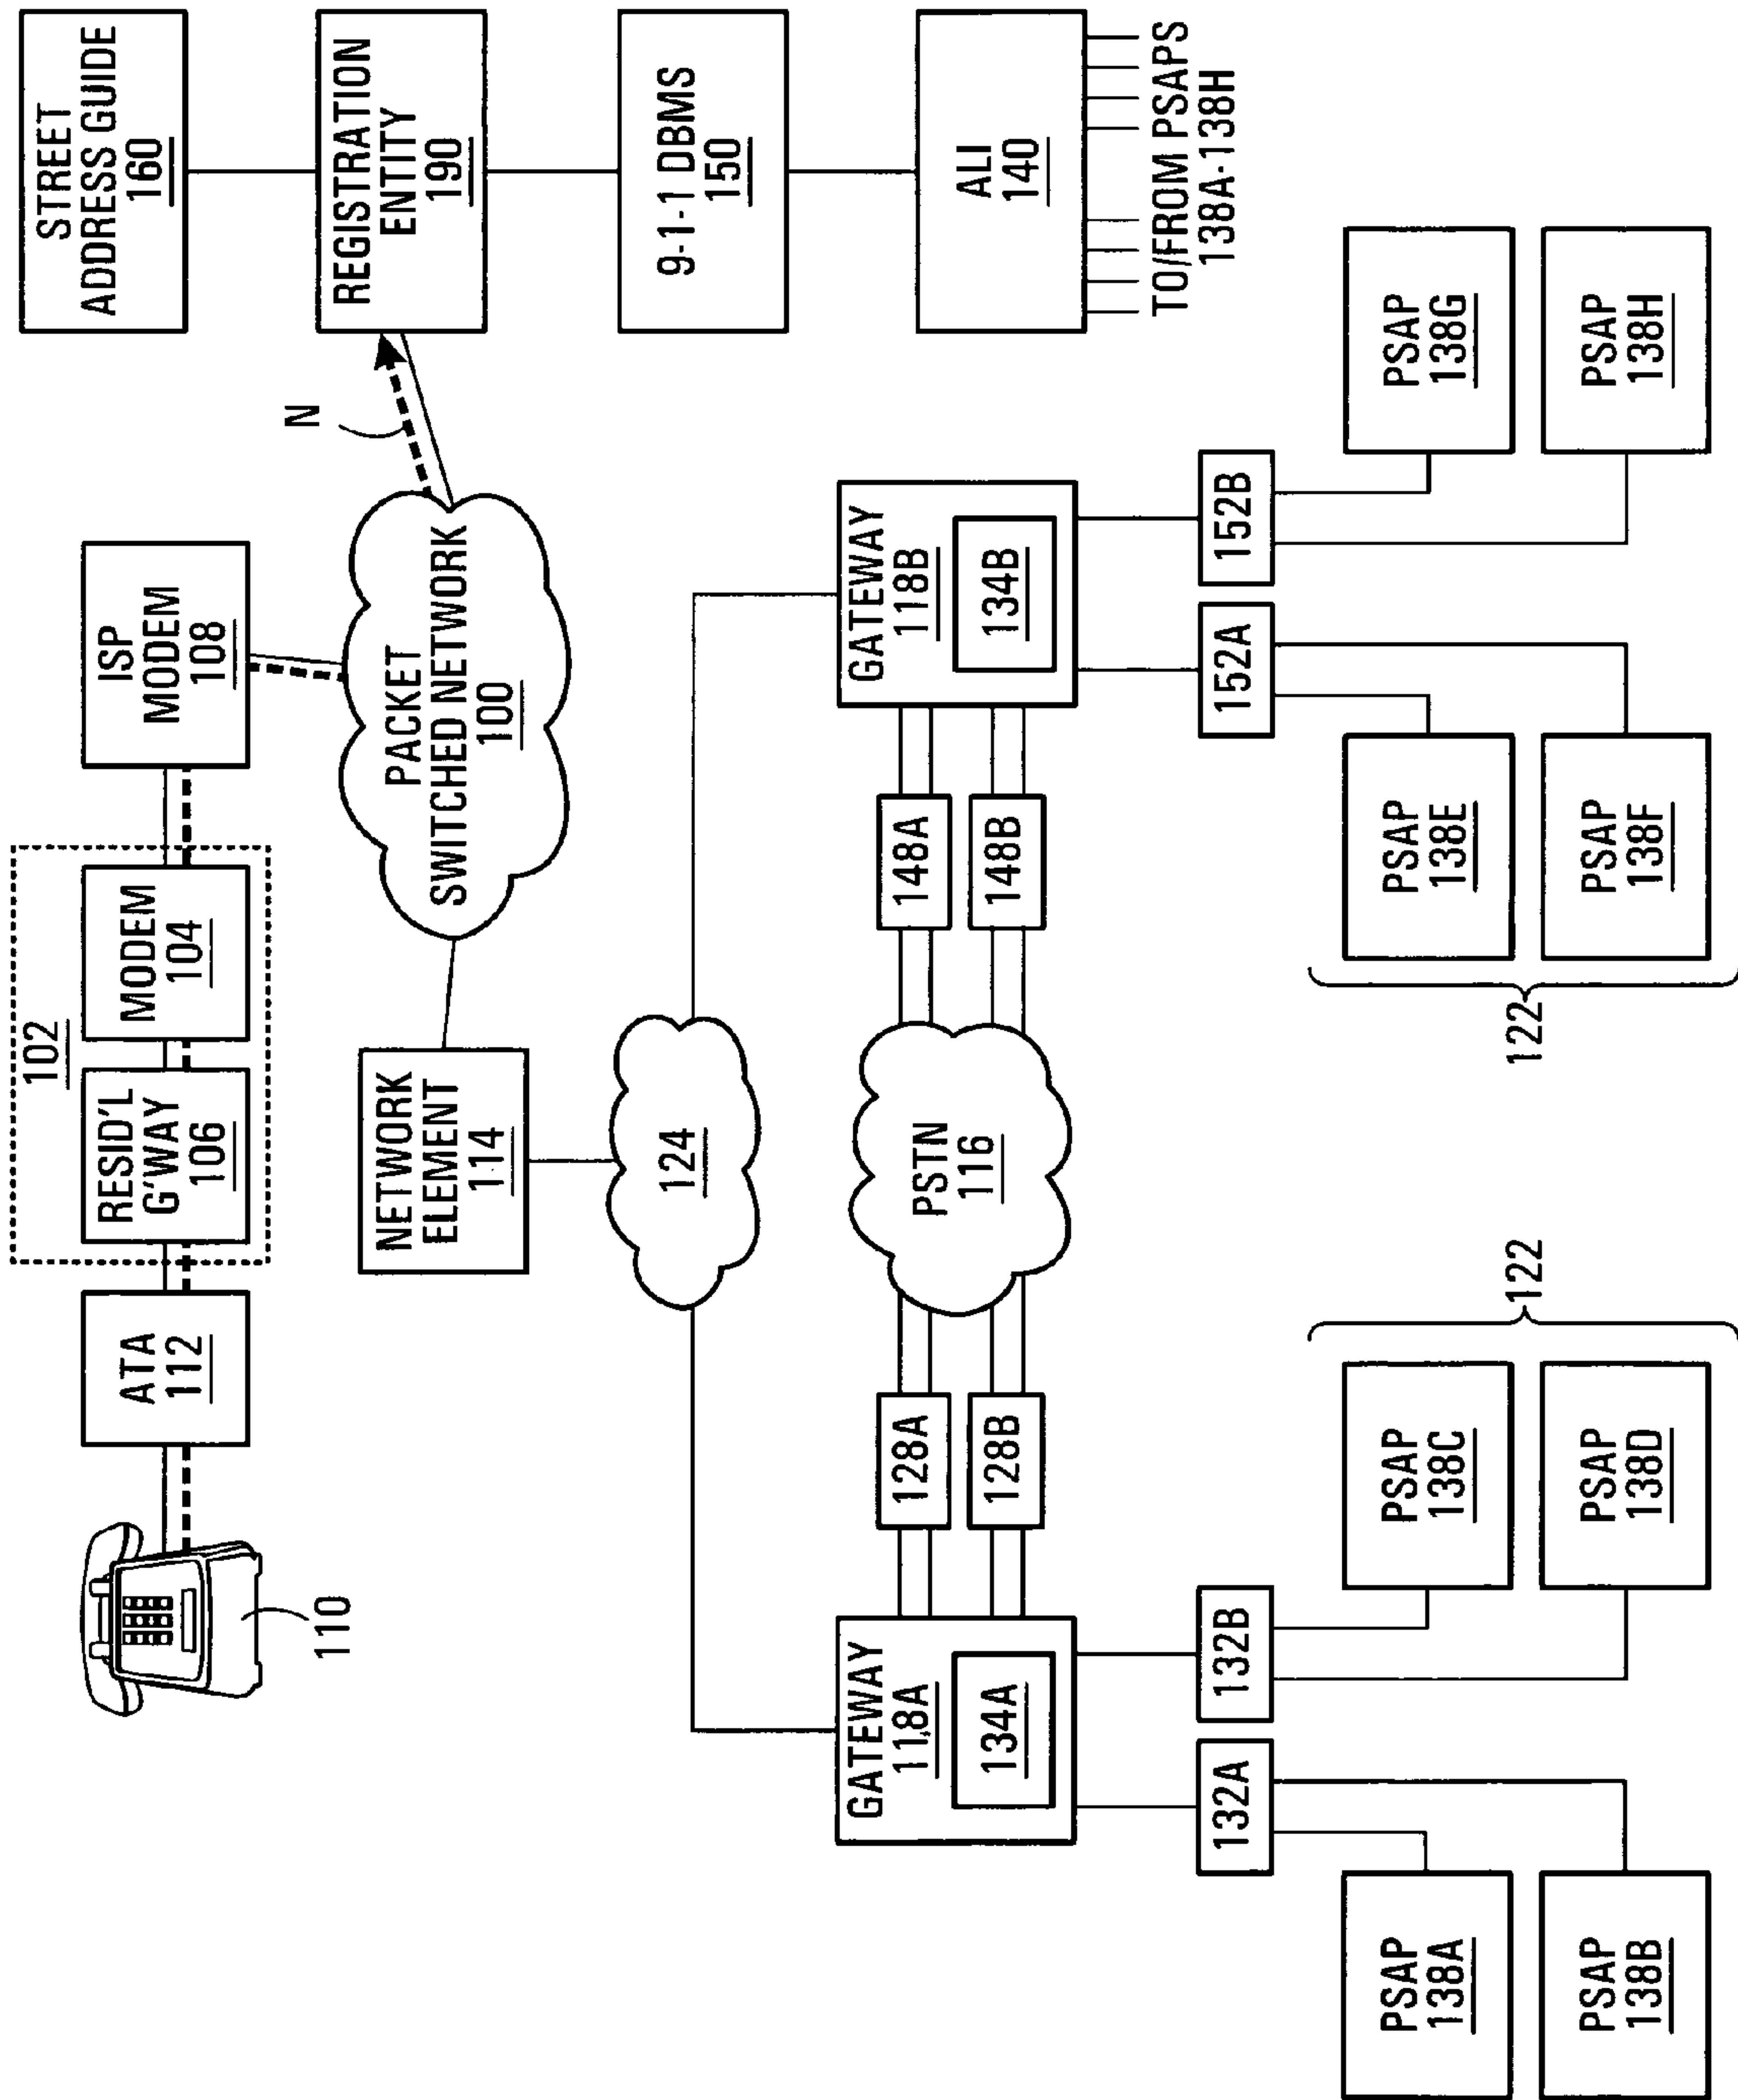 STREET
ADDRESS GUIDE
160
REGISTRATION
ENTITY
190
9-1-1 DBMS
150
ALI
140
TO/FROM PSAPS
138A-138H
N
ISP
MODEM
108
102
MODEM
104
RESID'L
G'WAY
106
ATA
112
110
PACKET
SWITCHED NETWORK
100
NETWORK
ELEMENT
114
124
GATEWAY
118A
134A
GATEWAY
118B
134B
128A
128B
PSTN
116
148A
148B
132A
132B
152A
152B
PSAP
138A
PSAP
138B
PSAP
138C
PSAP
138D
122
PSAP
138E
PSAP
138F
PSAP
138G
PSAP
138H
122